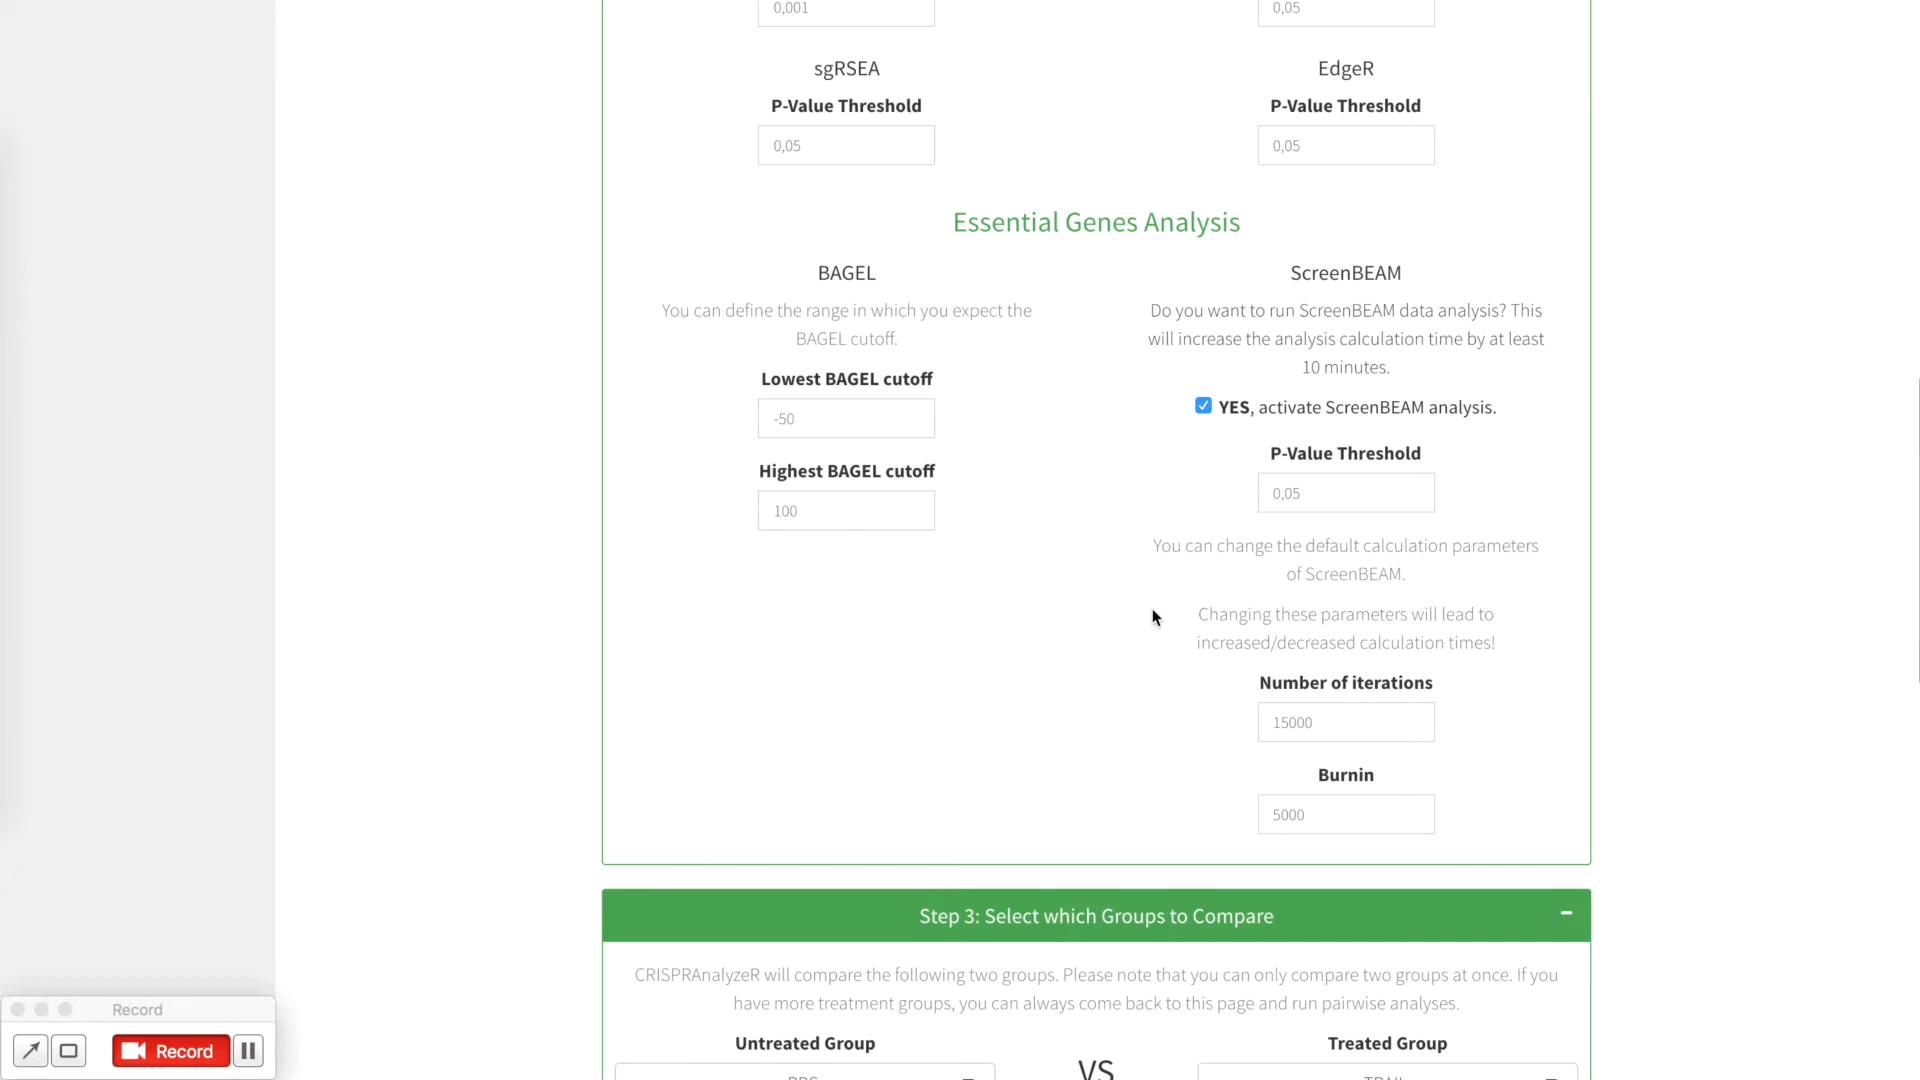 0,001
0,05
sgRSEA
EdgeR
P-Value Threshold
P-Value Threshold
0,05
0,05
Essential Genes Analysis
BAGEL
You can define the range in which you expect the
BAGEL cutoff.
Lowest BAGEL cutoff
-50
Highest BAGEL cutoff
100
ScreenBEAM
Do you want to run ScreenBEAM data analysis? This
will increase the analysis calculation time by at least
10 minutes.
YES, activate ScreenBEAM analysis.
P-Value Threshold
0,05
You can change the default calculation parameters
of ScreenBEAM.
Changing these parameters will lead to
increased/decreased calculation times!
Number of iterations
15000
Burnin
5000
Step 3: Select which Groups to Compare
CRISPRAnalyzeR will compare the following two groups. Please note that you can only compare two groups at once. If you
have more treatment groups, you can always come back to this page and run pairwise analyses.
Untreated Group
VS
Treated Group
Record
Record